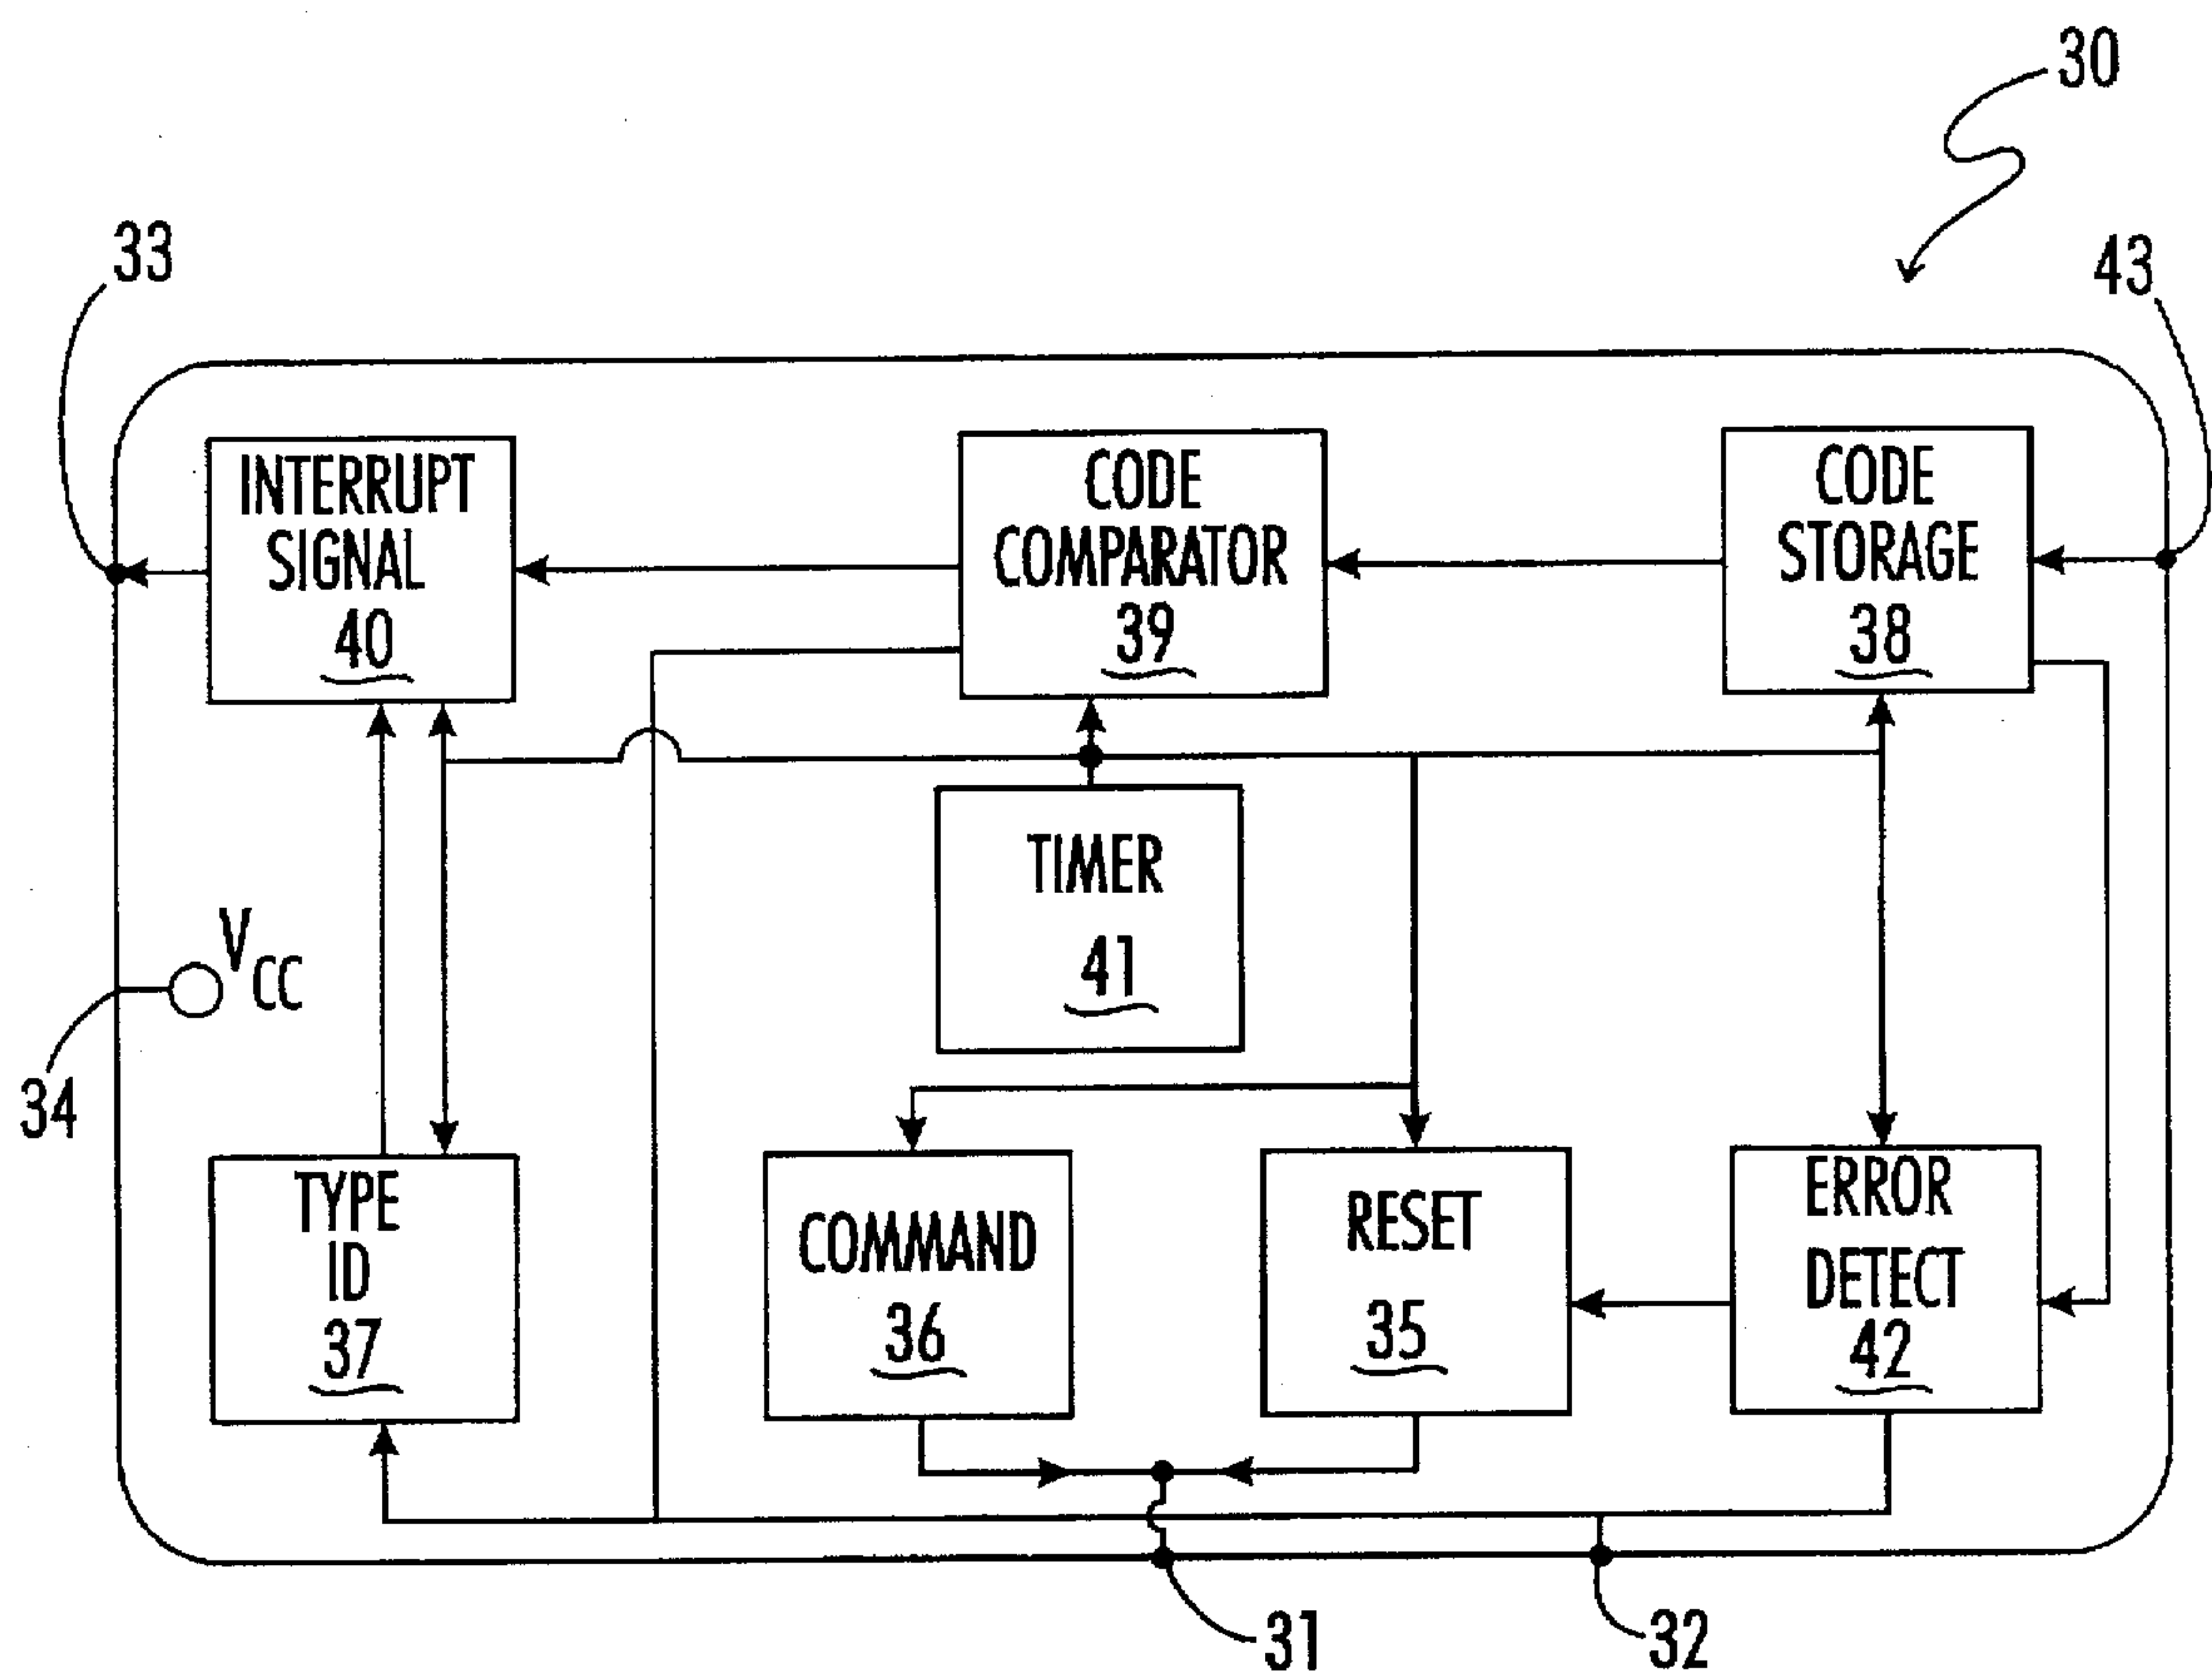 30
33
43
INTERRUPT
SIGNAL
40
CODE
COMPARATOR
39
CODE
STORAGE
38
TIMER
41
VCC
34
TYPE
ID
37
COMMAND
36
RESET
35
ERROR
DETECT
42
31
32